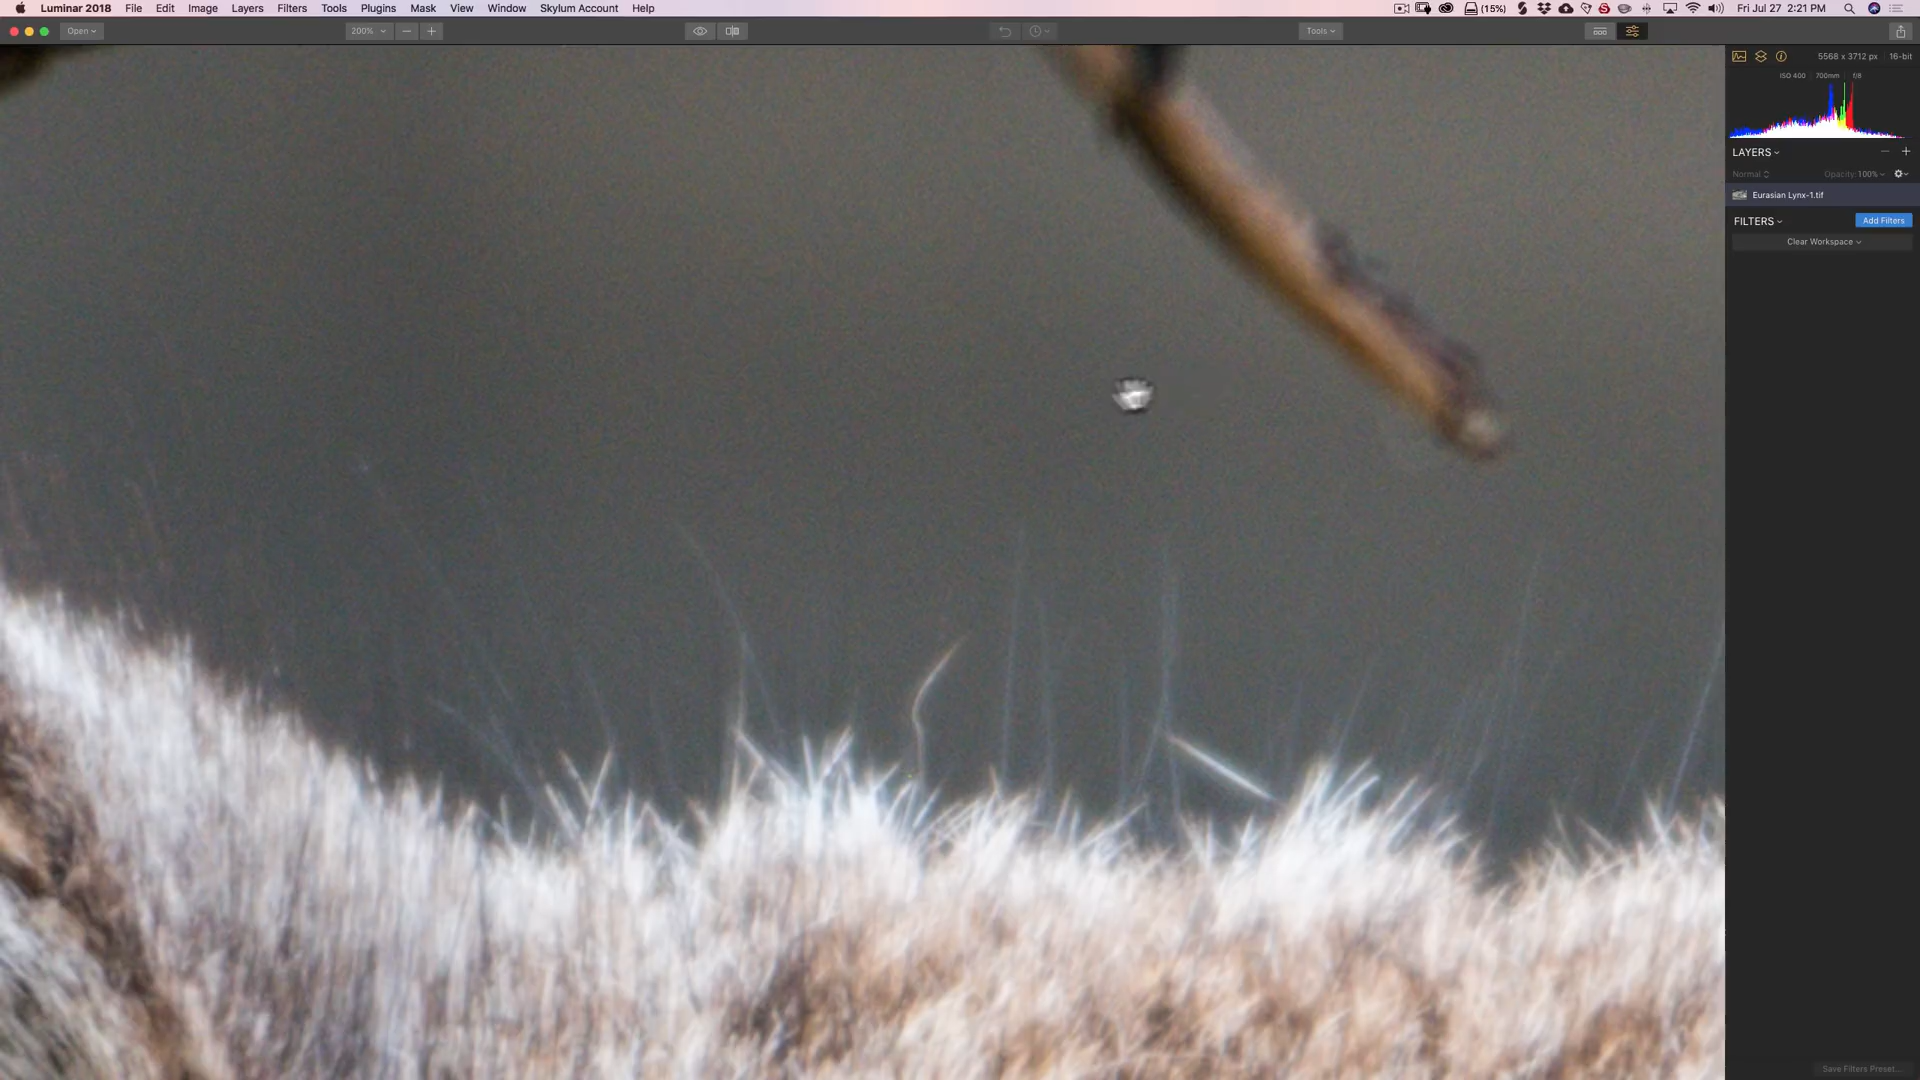 Luminar 2018 File Edit Image Layers Filters Tools Plugins Mask View Window Skylum Account Help (15%) Fri Jul 27 2:21 PM
Open 200% Tools
5568 x 3712 px 16-bit
ISO 400 700mm f/8
LAYERS
Normal Opacity: 100%
Eurasian Lynx-1.tif
FILTERS Add Filters
Clear Workspace
Save Filters Preset...